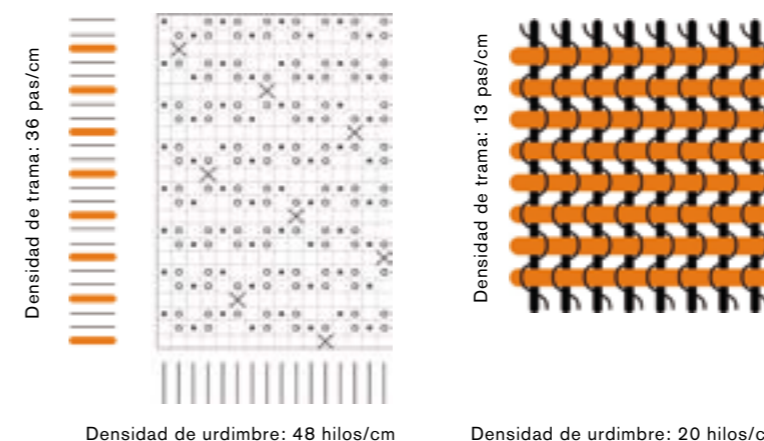 Densidad de trama: 36 pas/cm
Densidad de urdimbre: 48 hilos/cm
Densidad de trama: 13 pas/cm
Densidad de urdimbre: 20 hilos/c